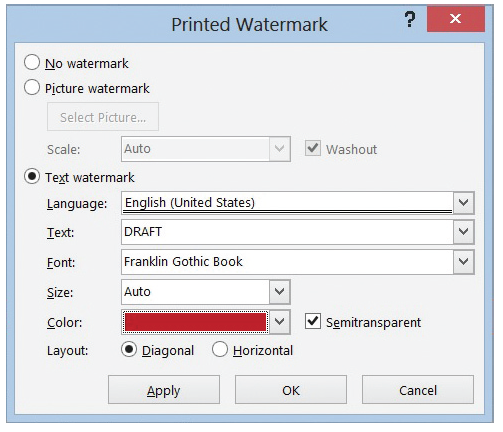 Printed Watermark ?
No watermark
Picture watermark
Select Picture...
Scale: Auto Washout
Text watermark
Language: English (United States)
Text: DRAFT
Font: Franklin Gothic Book
Size: Auto
Color: Semitransparent
Layout: Diagonal Horizontal
Apply OK Cancel